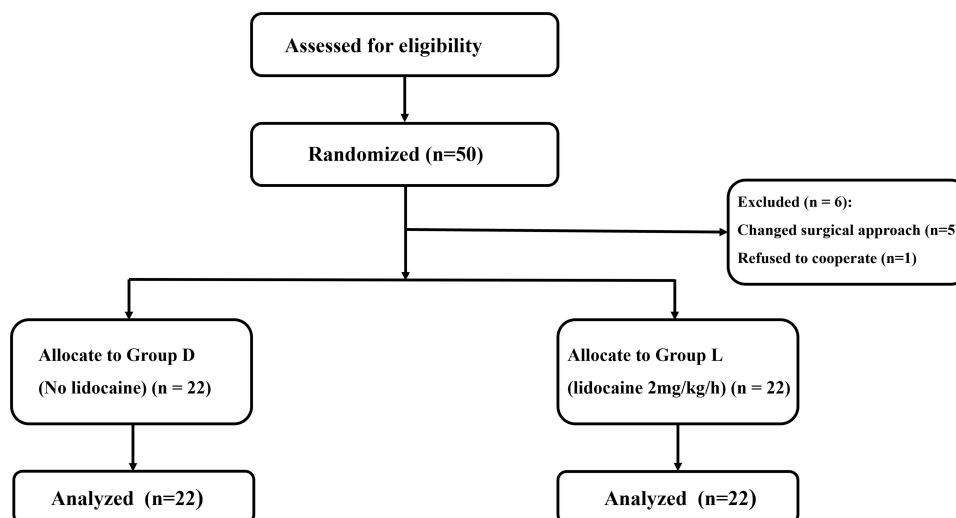 Assessed for eligibility
Randomized (n=50)
Excluded (n = 6):
Changed surgical approach (n=5)
Refused to cooperate (n=1)
Allocate to Group D
(No lidocaine) (n = 22)
Allocate to Group L
(lidocaine 2mg/kg/h) (n = 22)
Analyzed (n=22)
Analyzed (n=22)